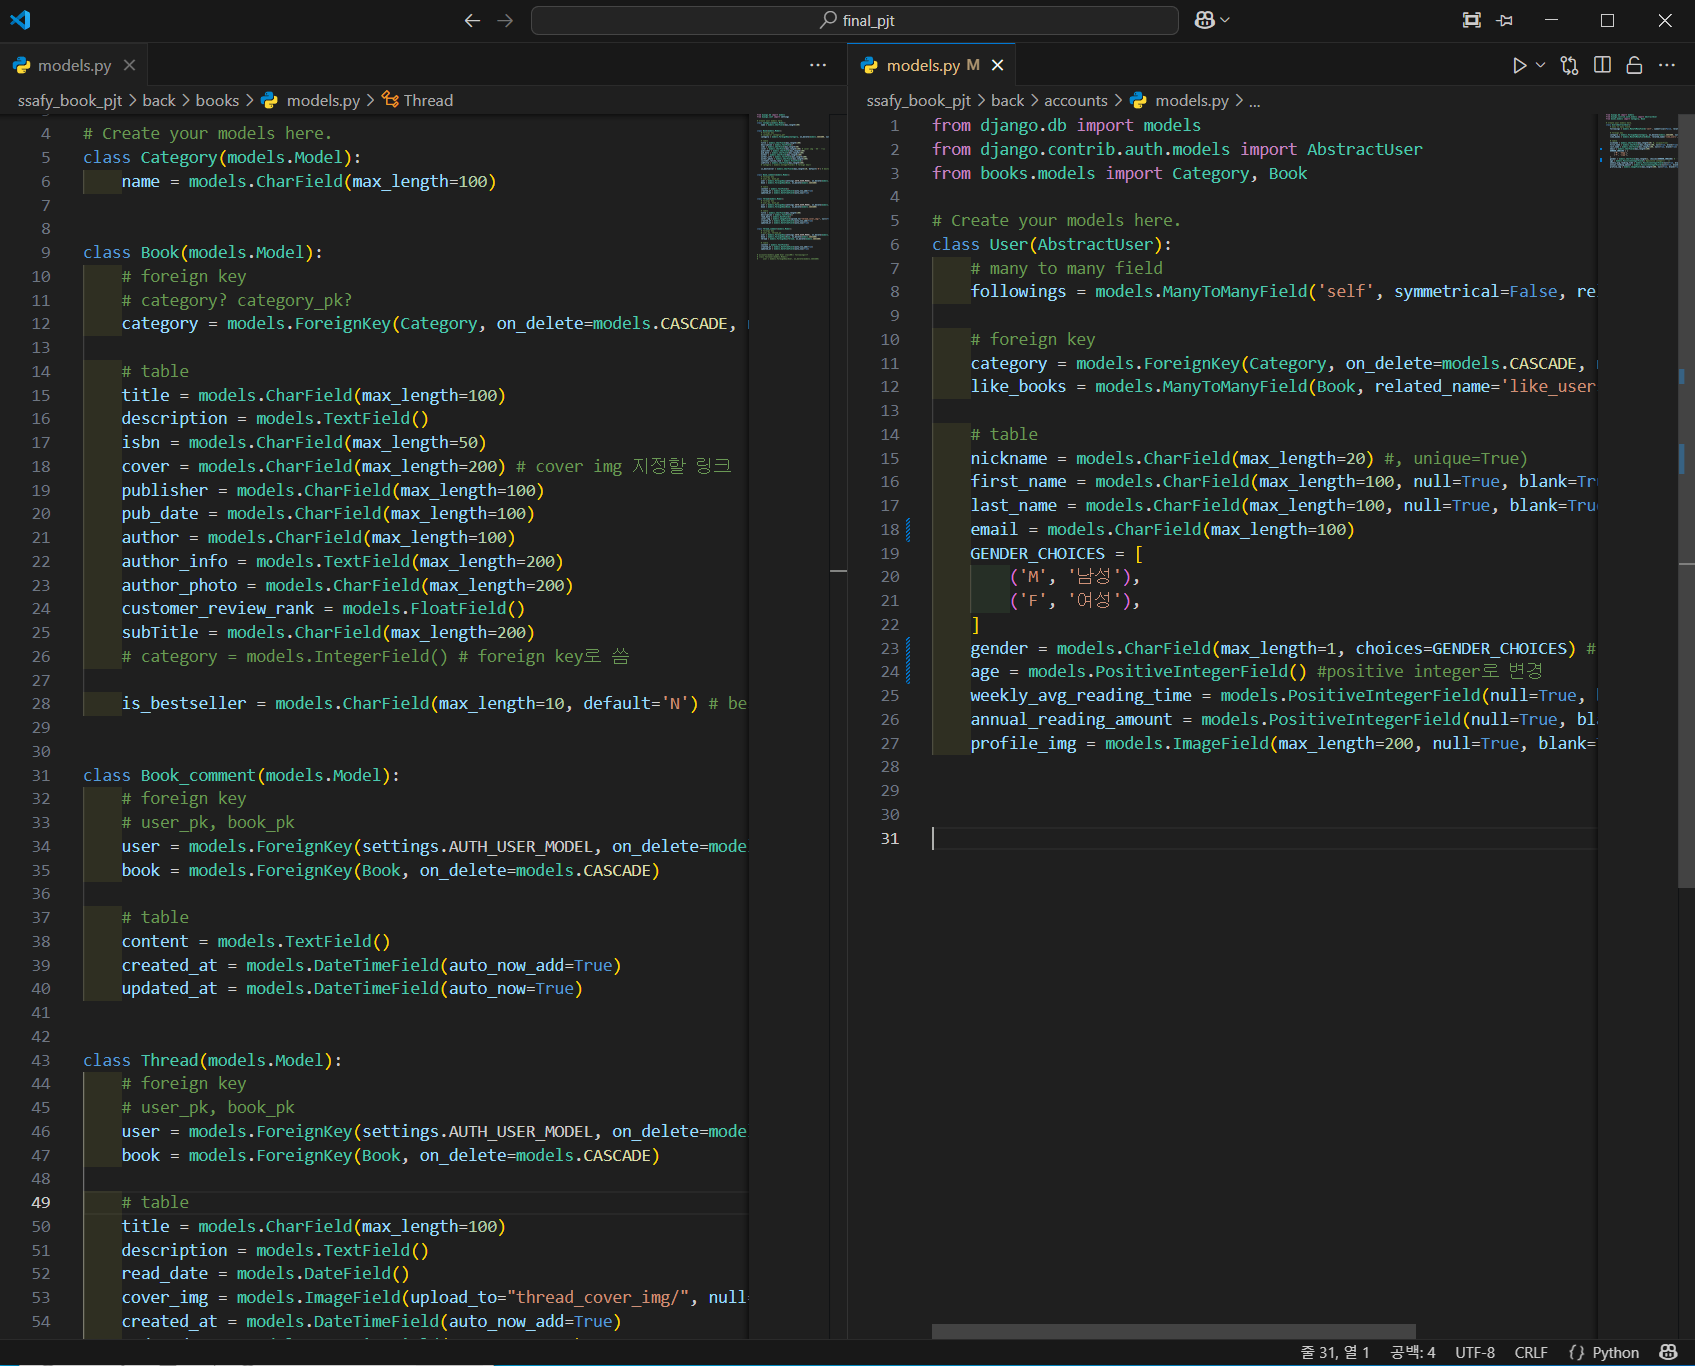 final_pjt
models.py
ssafy_book_pjt > back > books > models.py > Thread
4 # Create your models here.
5 class Category(models.Model):
6 name = models.CharField(max_length=100)
7
8
9 class Book(models.Model):
10 # foreign key
11 # category? category_pk?
12 category = models.ForeignKey(Category, on_delete=models.CASCADE,
13
14 # table
15 title = models.CharField(max_length=100)
16 description = models.TextField()
17 isbn = models.CharField(max_length=50)
18 cover = models.CharField(max_length=200) # cover img 지정할 링크
19 publisher = models.CharField(max_length=100)
20 pub_date = models.CharField(max_length=100)
21 author = models.CharField(max_length=100)
22 author_info = models.TextField(max_length=200)
23 author_photo = models.CharField(max_length=200)
24 customer_review_rank = models.FloatField()
25 subTitle = models.CharField(max_length=200)
26 # category = models.IntegerField() # foreign key로 씀
27
28 is_bestseller = models.CharField(max_length=10, default='N') # be
29
30
31 class Book_comment(models.Model):
32 # foreign key
33 # user_pk, book_pk
34 user = models.ForeignKey(settings.AUTH_USER_MODEL, on_delete=mode
35 book = models.ForeignKey(Book, on_delete=models.CASCADE)
36
37 # table
38 content = models.TextField()
39 created_at = models.DateTimeField(auto_now_add=True)
40 updated_at = models.DateTimeField(auto_now=True)
41
42
43 class Thread(models.Model):
44 # foreign key
45 # user_pk, book_pk
46 user = models.ForeignKey(settings.AUTH_USER_MODEL, on_delete=mode
47 book = models.ForeignKey(Book, on_delete=models.CASCADE)
48
49 # table
50 title = models.CharField(max_length=100)
51 description = models.TextField()
52 read_date = models.DateField()
53 cover_img = models.ImageField(upload_to="thread_cover_img/", null=
54 created_at = models.DateTimeField(auto_now_add=True)
models.py M
ssafy_book_pjt > back > accounts > models.py > ...
1 from django.db import models
2 from django.contrib.auth.models import AbstractUser
3 from books.models import Category, Book
4
5 # Create your models here.
6 class User(AbstractUser):
7 # many to many field
8 followings = models.ManyToManyField('self', symmetrical=False, re
9
10 # foreign key
11 category = models.ForeignKey(Category, on_delete=models.CASCADE,
12 like_books = models.ManyToManyField(Book, related_name='like_user
13
14 # table
15 nickname = models.CharField(max_length=20) #, unique=True)
16 first_name = models.CharField(max_length=100, null=True, blank=Tr
17 last_name = models.CharField(max_length=100, null=True, blank=Tru
18 email = models.CharField(max_length=100)
19 GENDER_CHOICES = [
20 ('M', '남성'),
21 ('F', '여성'),
22 ]
23 gender = models.CharField(max_length=1, choices=GENDER_CHOICES) #
24 age = models.PositiveIntegerField() #positive integer로 변경
25 weekly_avg_reading_time = models.PositiveIntegerField(null=True,
26 annual_reading_amount = models.PositiveIntegerField(null=True, bl
27 profile_img = models.ImageField(max_length=200, null=True, blank=
28
29
30
31
줄 31, 열 1 공백: 4 UTF-8 CRLF {} Python